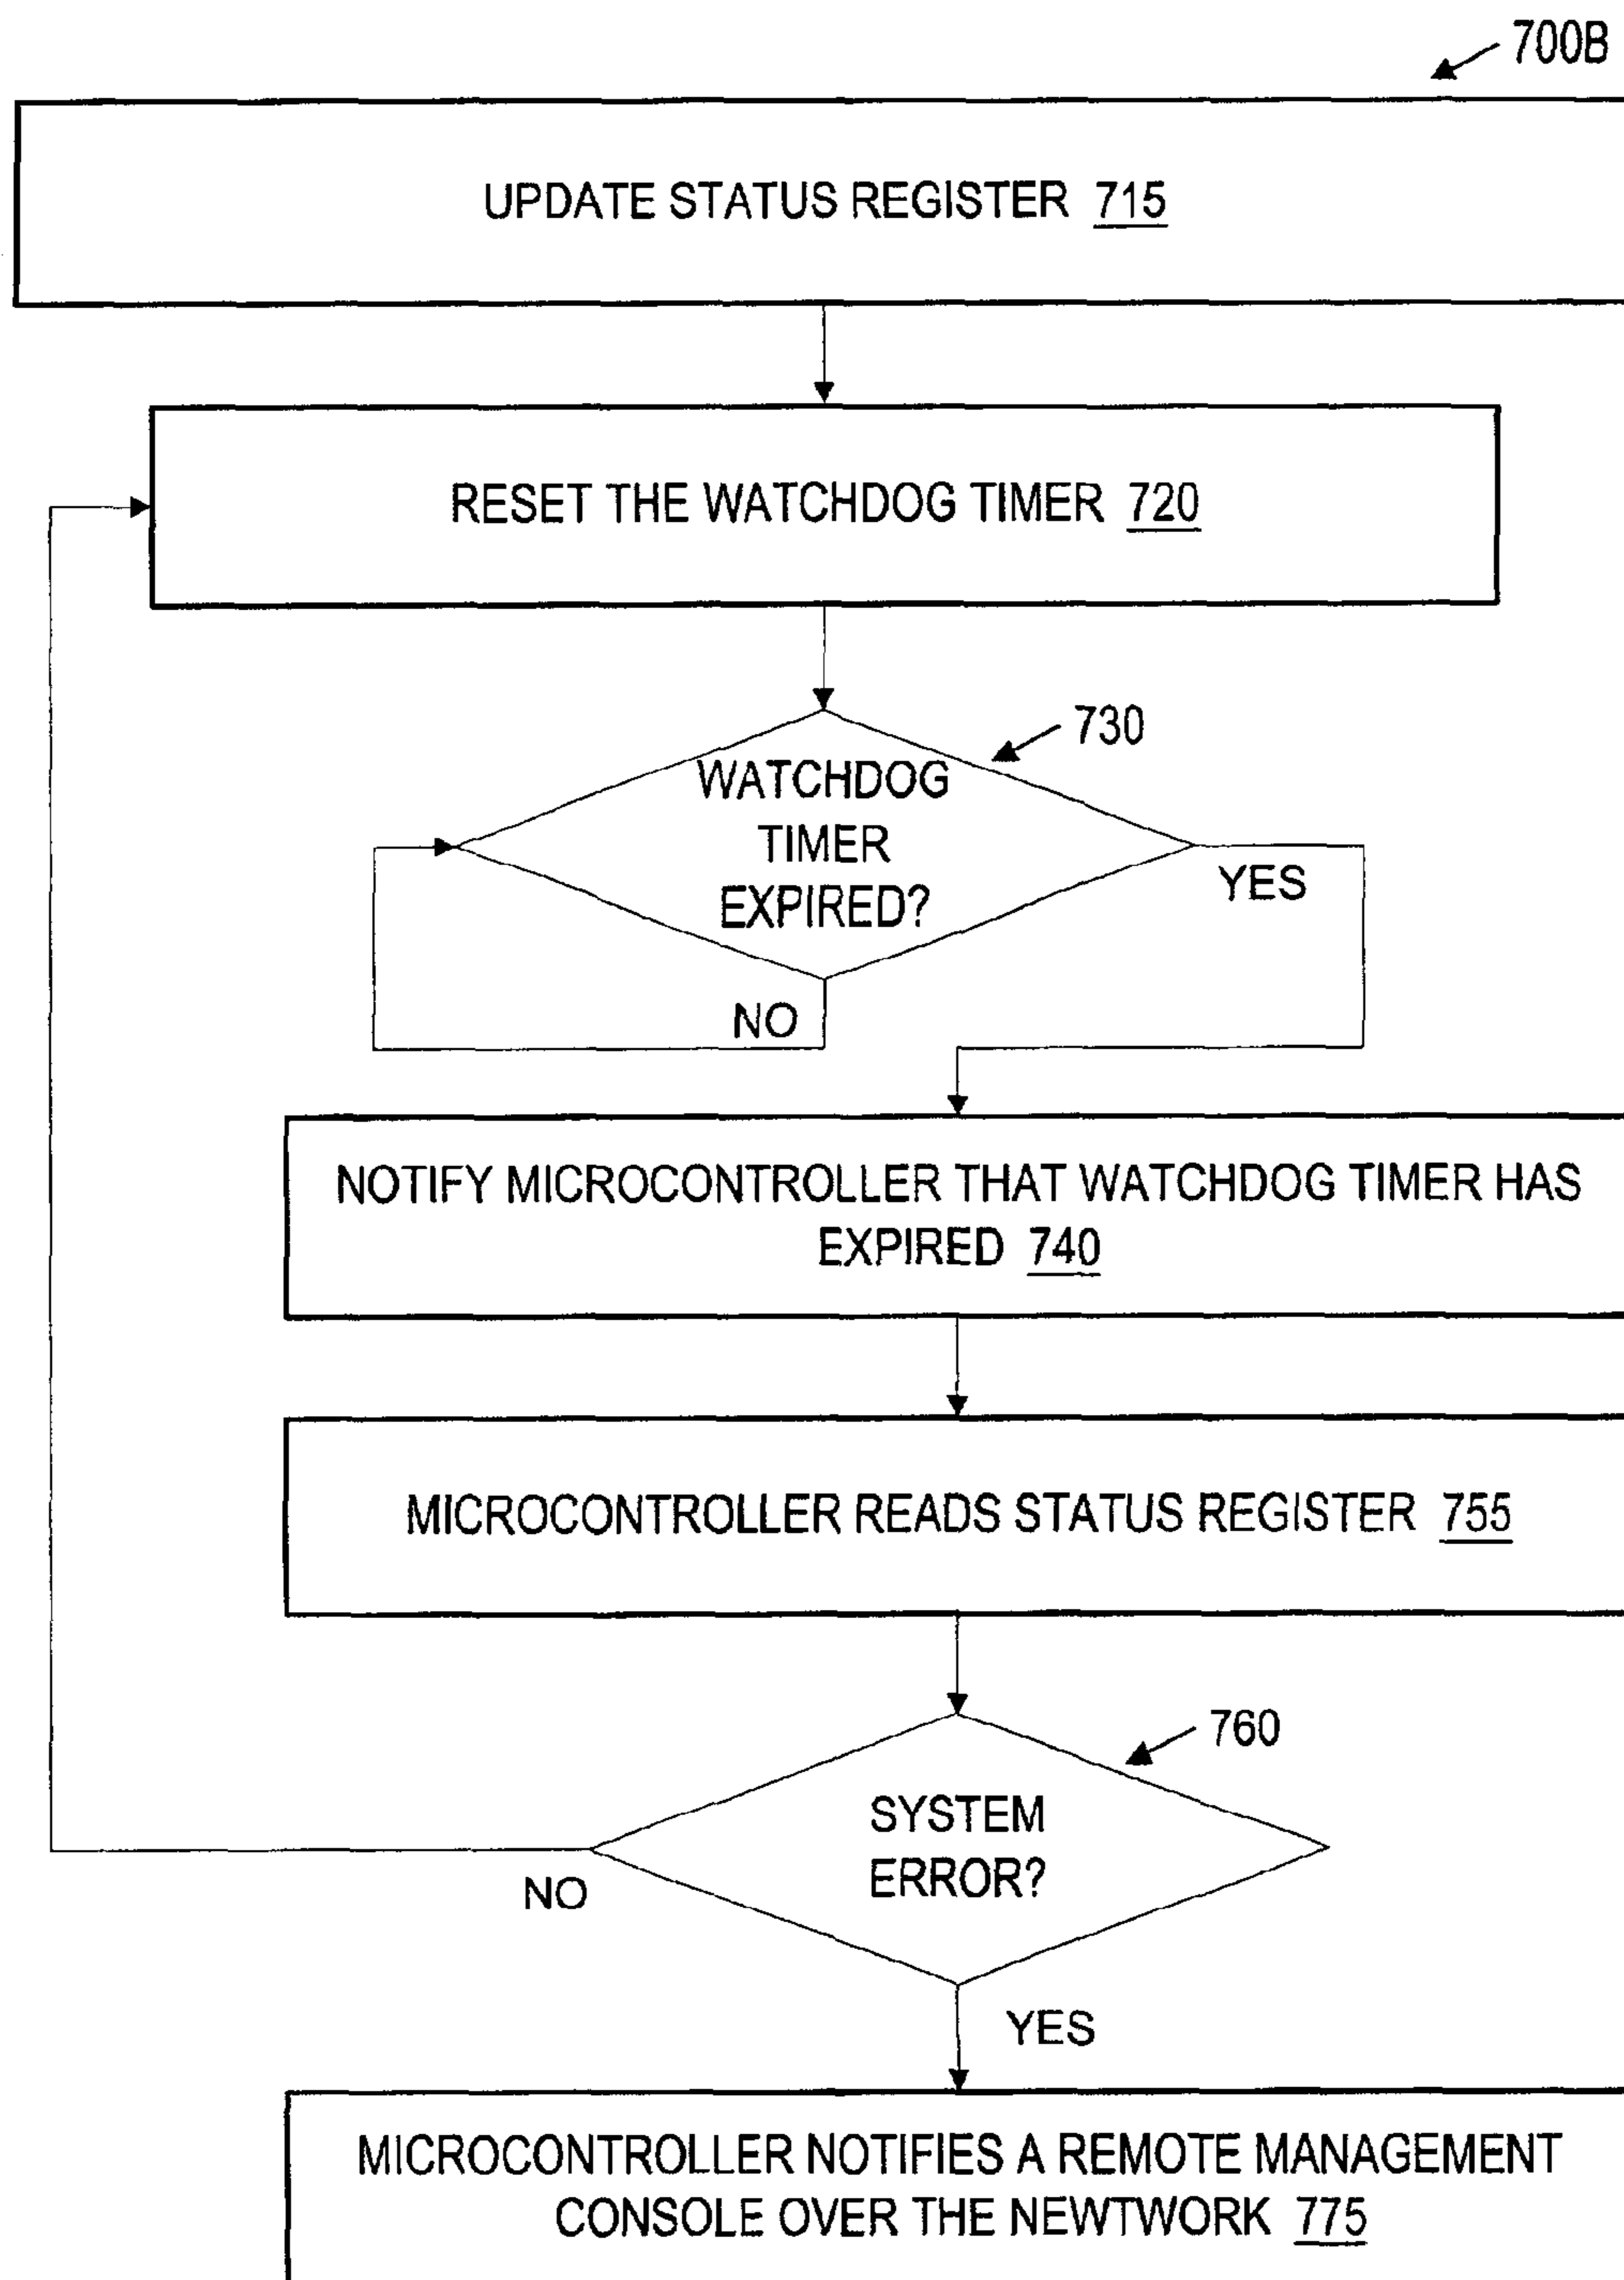 700B
UPDATE STATUS REGISTER 715
RESET THE WATCHDOG TIMER 720
730
WATCHDOG
TIMER
EXPIRED?
YES
NO
NOTIFY MICROCONTROLLER THAT WATCHDOG TIMER HAS
EXPIRED 740
MICROCONTROLLER READS STATUS REGISTER 755
760
SYSTEM
ERROR?
NO
YES
MICROCONTROLLER NOTIFIES A REMOTE MANAGEMENT
CONSOLE OVER THE NEWTWORK 775